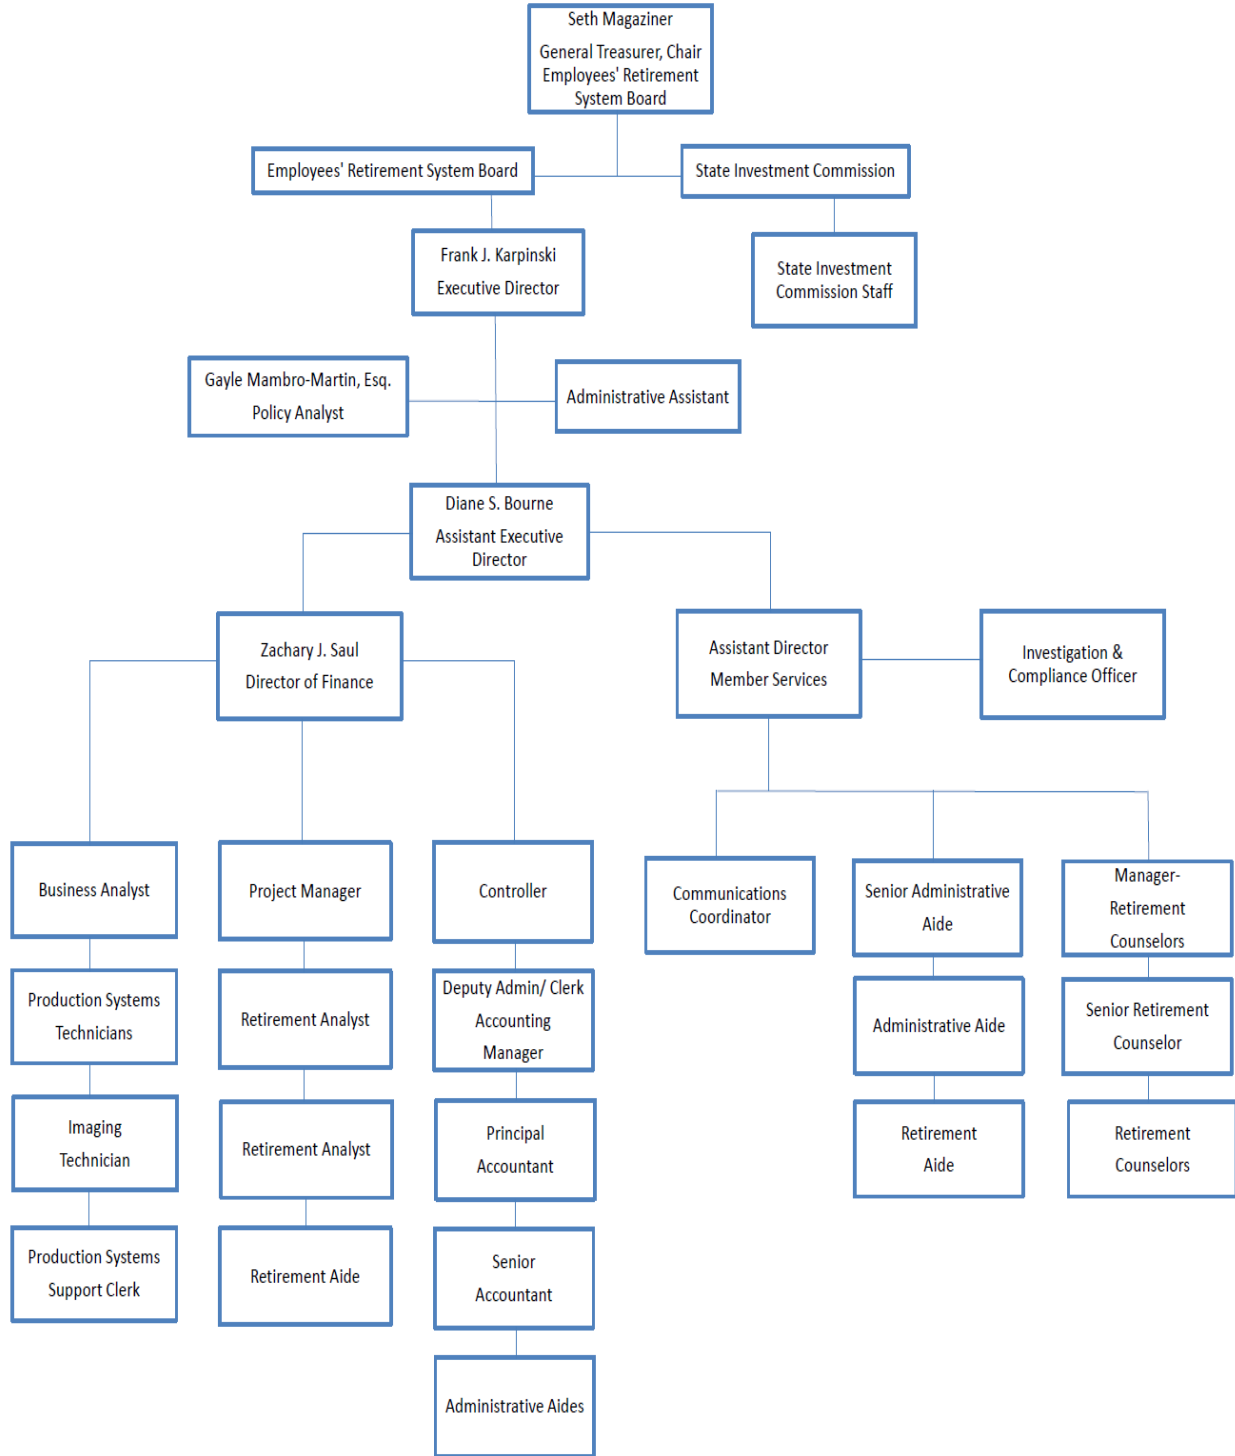 Seth Magaziner
General Treasurer, Chair
Employees' Retirement
System Board
Employees' Retirement System Board
State Investment Commission
Frank J. Karpinski
Executive Director
State Investment
Commission Staff
Gayle Mambro-Martin, Esq.
Policy Analyst
Administrative Assistant
Diane S. Bourne
Assistant Executive
Director
Zachary J. Saul
Director of Finance
Assistant Director
Member Services
Investigation &
Compliance Officer
Business Analyst
Project Manager
Controller
Communications
Coordinator
Senior Administrative
Aide
Manager-
Retirement
Counselors
Production Systems
Technicians
Retirement Analyst
Deputy Admin/ Clerk
Accounting
Manager
Administrative Aide
Senior Retirement
Counselor
Imaging
Technician
Retirement Analyst
Principal
Accountant
Retirement
Aide
Retirement
Counselors
Production Systems
Support Clerk
Retirement Aide
Senior
Accountant
Administrative Aides